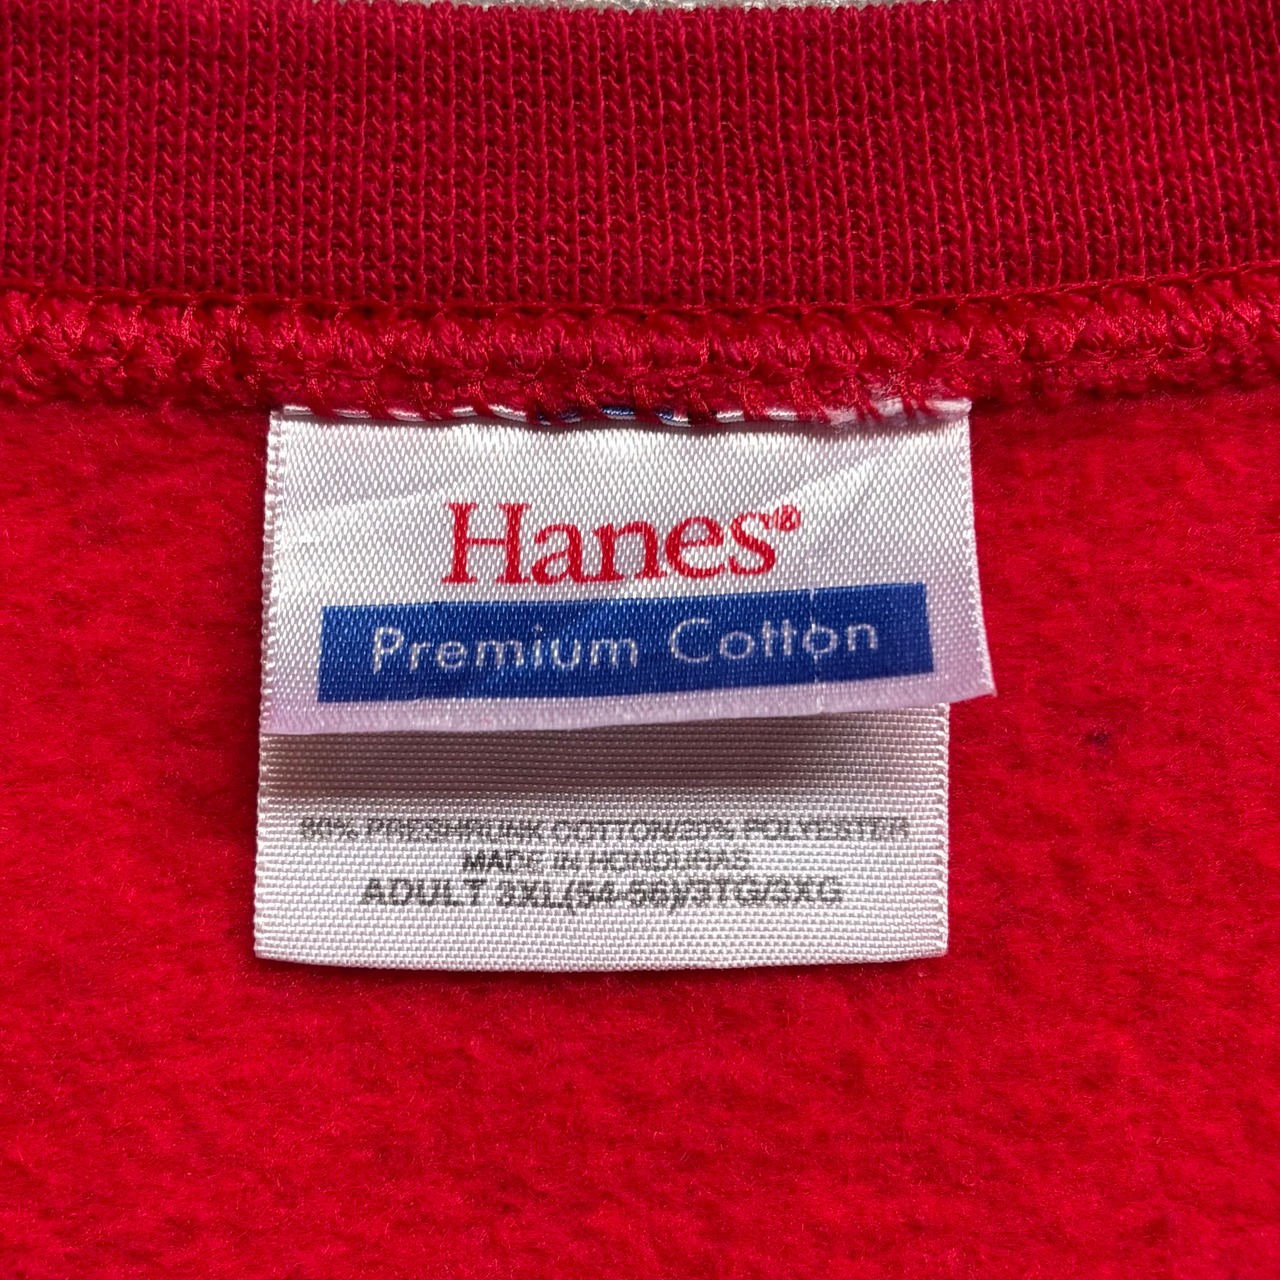 Hanes®
Premium Cotton
80% PRESHRUNK COTTON/20% POLYESTER
MADE IN HONDURAS
ADULT 3XL(54-56)/3TG/3XG